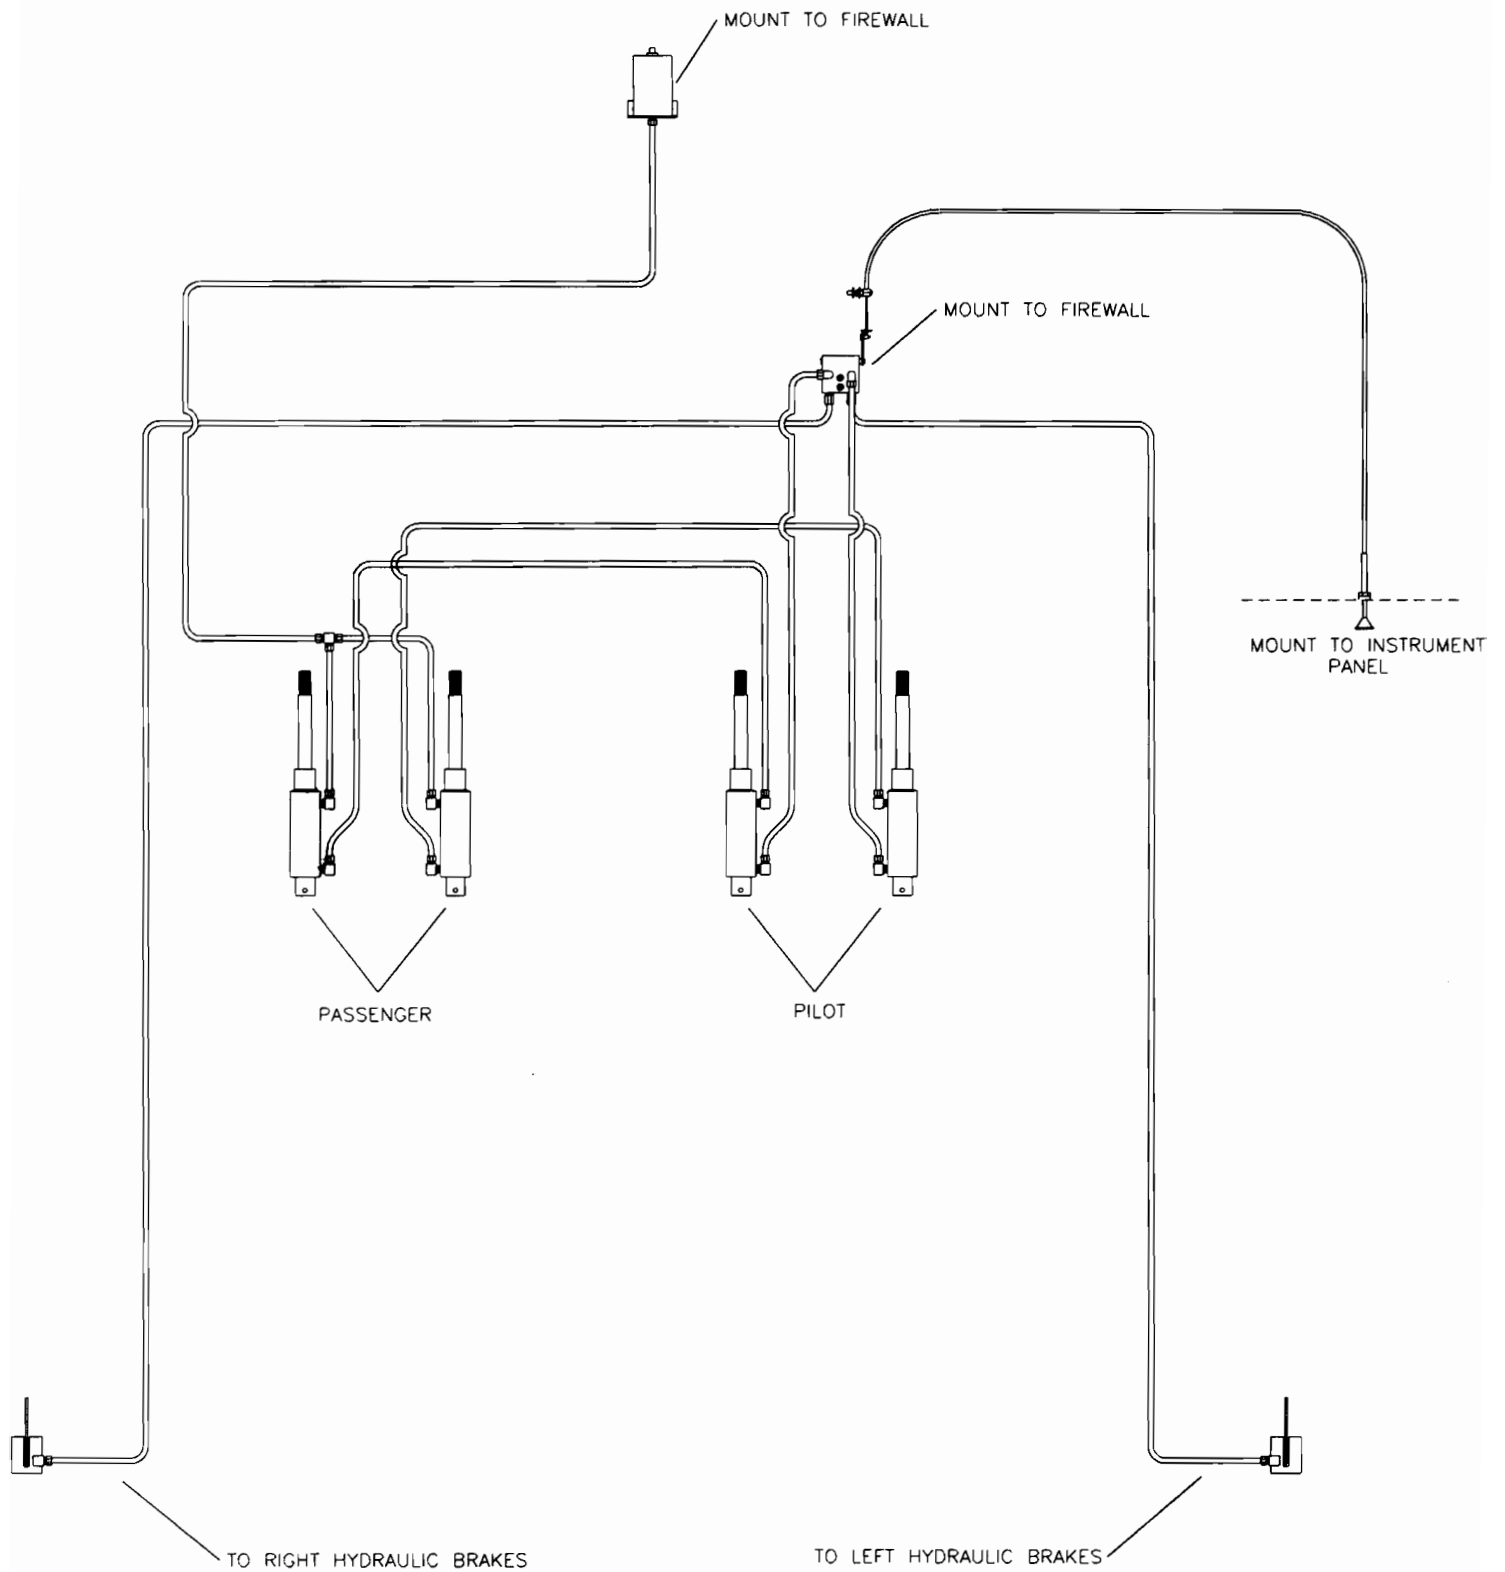 MOUNT TO FIREWALL
MOUNT TO FIREWALL
MOUNT TO INSTRUMENT
PANEL
PASSENGER
PILOT
TO RIGHT HYDRAULIC BRAKES
TO LEFT HYDRAULIC BRAKES